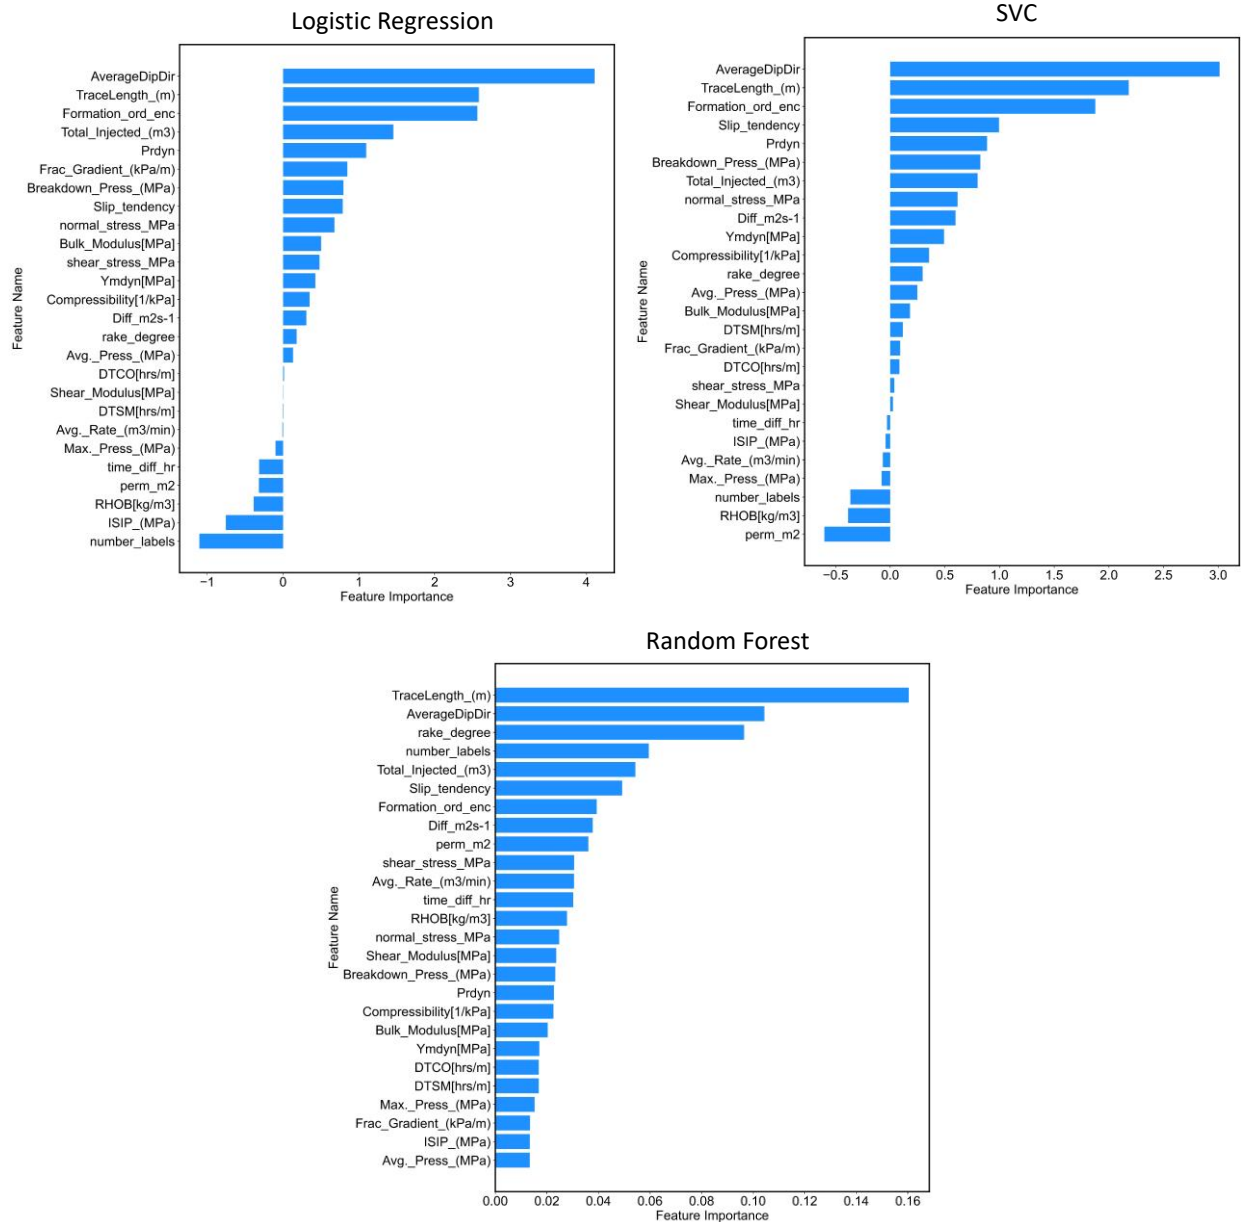 Logistic Regression
AverageDipDir
TraceLength_(m)
Formation_ord_enc
Total_Injected_(m3)
Prdyn
Frac_Gradient_(kPa/m)
Breakdown_Press_(MPa)
Slip_tendency
normal_stress_MPa
Bulk_Modulus[MPa]
shear_stress_MPa
Ymdyn[MPa]
Compressibility[1/kPa]
Diff_m2s-1
rake_degree
Avg._Press_(MPa)
DTCO[hrs/m]
Shear_Modulus[MPa]
DTSM[hrs/m]
Avg._Rate_(m3/min)
Max._Press_(MPa)
time_diff_hr
perm_m2
RHOB[kg/m3]
ISIP_(MPa)
number_labels
Feature Name
−1 0 1 2 3 4
Feature Importance
SVC
AverageDipDir
TraceLength_(m)
Formation_ord_enc
Slip_tendency
Prdyn
Breakdown_Press_(MPa)
Total_Injected_(m3)
normal_stress_MPa
Diff_m2s-1
Ymdyn[MPa]
Compressibility[1/kPa]
rake_degree
Avg._Press_(MPa)
Bulk_Modulus[MPa]
DTSM[hrs/m]
Frac_Gradient_(kPa/m)
DTCO[hrs/m]
shear_stress_MPa
Shear_Modulus[MPa]
time_diff_hr
ISIP_(MPa)
Avg._Rate_(m3/min)
Max._Press_(MPa)
number_labels
RHOB[kg/m3]
perm_m2
Feature Name
−0.5 0.0 0.5 1.0 1.5 2.0 2.5 3.0
Feature Importance
Random Forest
TraceLength_(m)
AverageDipDir
rake_degree
number_labels
Total_Injected_(m3)
Slip_tendency
Formation_ord_enc
Diff_m2s-1
perm_m2
shear_stress_MPa
Avg._Rate_(m3/min)
time_diff_hr
RHOB[kg/m3]
normal_stress_MPa
Shear_Modulus[MPa]
Breakdown_Press_(MPa)
Prdyn
Compressibility[1/kPa]
Bulk_Modulus[MPa]
Ymdyn[MPa]
DTCO[hrs/m]
DTSM[hrs/m]
Max._Press_(MPa)
Frac_Gradient_(kPa/m)
ISIP_(MPa)
Avg._Press_(MPa)
Feature Name
0.00 0.02 0.04 0.06 0.08 0.10 0.12 0.14 0.16
Feature Importance